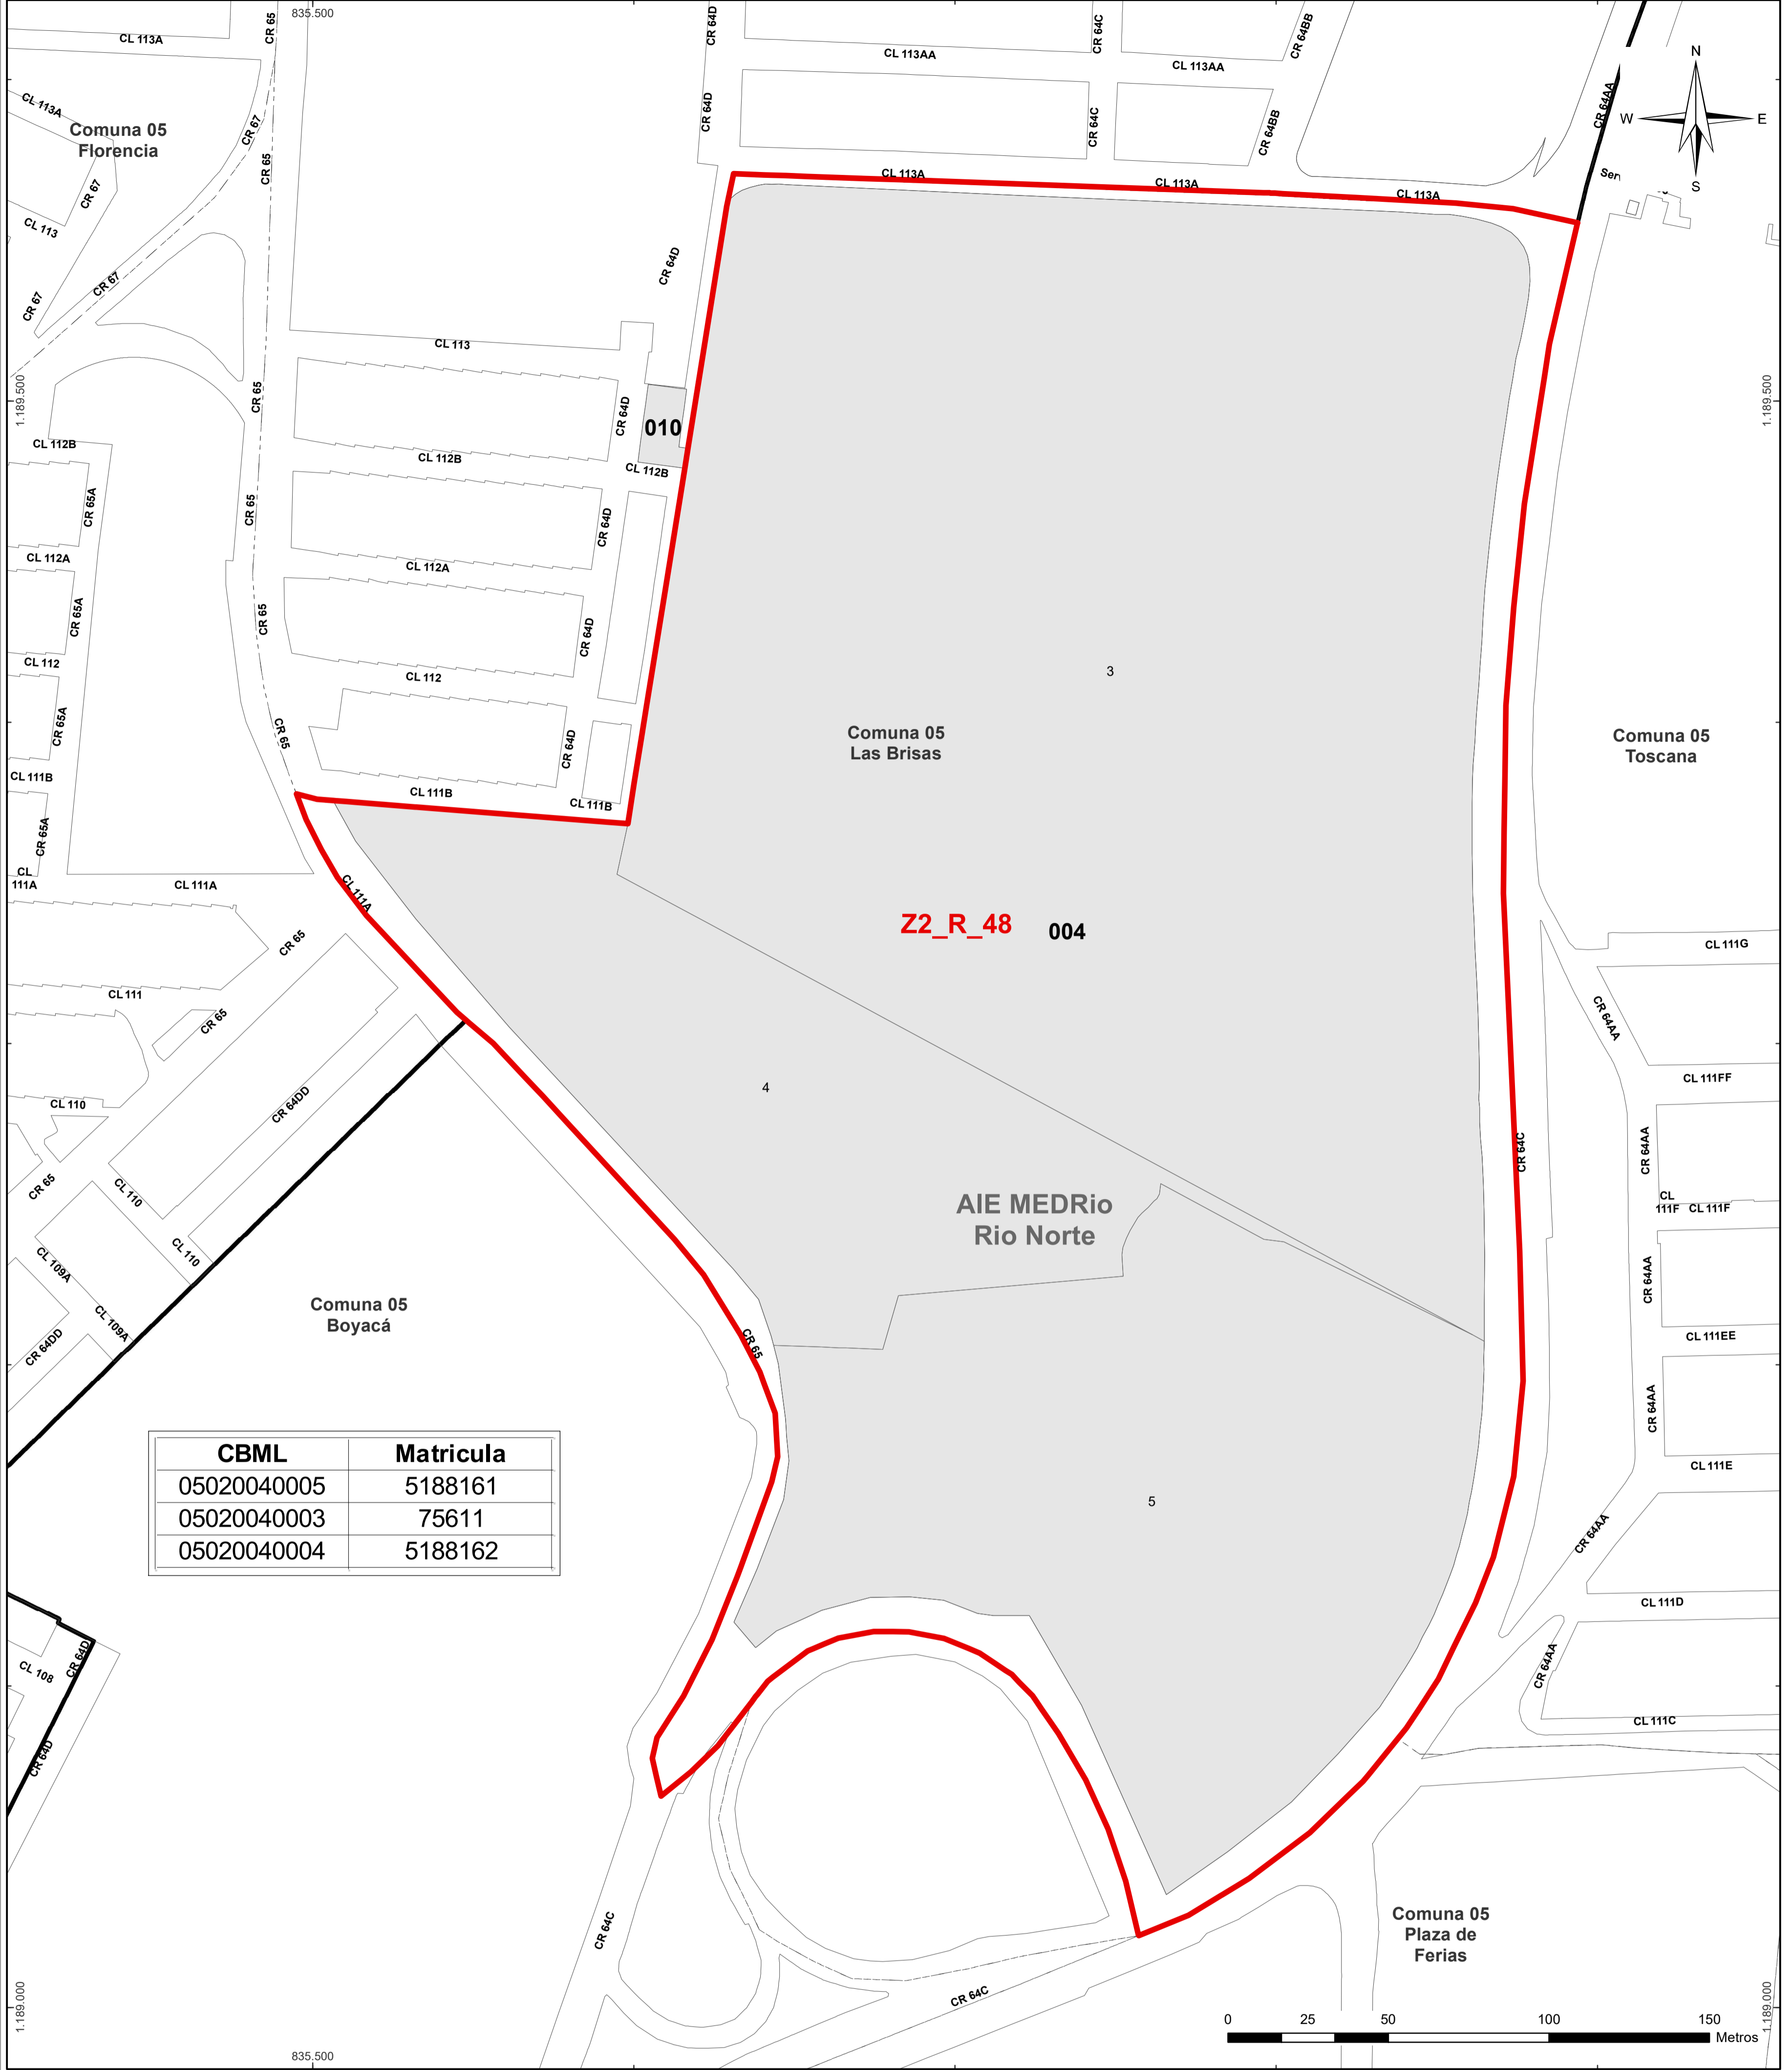 835.500
CR 65
CR 64D
CR 64C
CR 64BB
CL 113A
CL 113AA
CL 113AA
N
W
E
S
CR 64AA
CL 113A
CR 67
CR 65
CR 64D
CR 64C
CR 64BB
Comuna 05
Florencia
CR 67
CL 113
CL 113A
CL 113A
CL 113A
CR 67
CR 67
CR 64D
CL 113
1.189.500
1.189.500
CR 65
CR 64D
010
CL 112B
CL 112B
CL 112B
CR 65A
CR 65
CR 64D
CL 112A
CL 112A
CR 65A
CR 65
CR 64D
CL 112
CL 112
3
CR 65A
CR 65
CR 64D
Comuna 05
Las Brisas
Comuna 05
Toscana
CL 111B
CL 111B
CL 111B
CR 65A
CL
111A
CL 111A
CL 111A
Z2_R_48
004
CR 65
CL 111G
CL 111
CR 65
CR 64AA
CL 111FF
4
CL 110
CR 64DD
CR 64C
CR 64AA
CR 65
CL 110
CL
111F
CL 111F
AIE MEDRio
Rio Norte
CL 110
CL 109A
CR 64AA
Comuna 05
Boyacá
CL 109A
CR 64DD
CR 65
CL 111EE
CR 64AA
CBML Matricula
05020040005 5188161
05020040003 75611
05020040004 5188162
CL 111E
5
CR 64AA
CL 111D
CR 64D
CL 108
CR 64AA
CL 111C
CR 64D
CR 64C
Comuna 05
Plaza de
Ferias
CR 64C
1.189.000
1.189.000
0 25 50 100 150
Metros
835.500